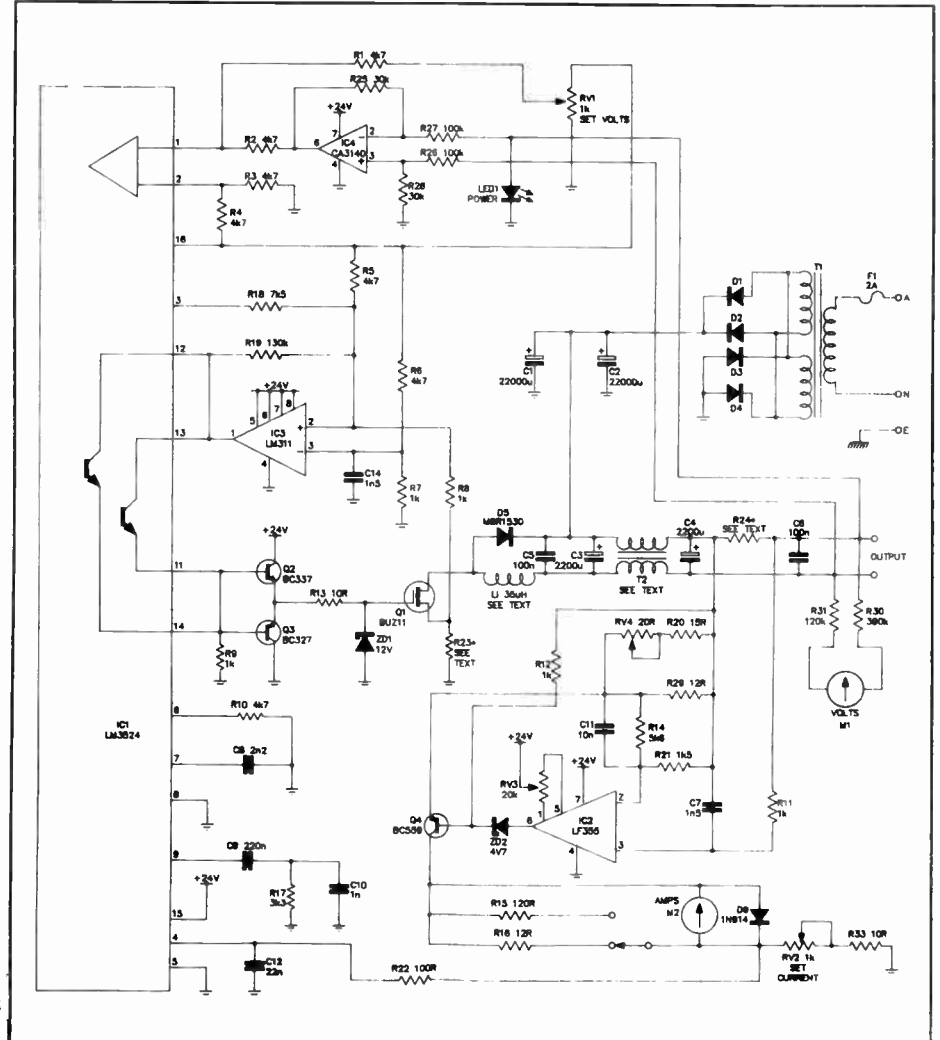 R1 4k7
R25 30k
RV1
1k
SET VOLTS
+24V
7
2
1
R2 4k7
6
IC4
CA3140
R27 100k
3
R26 100k
4
2
R3 4k7
R28
30k
LED1
POWER
R4
4k7
16
R5
4k7
3
R18 7k5
12
R19 130k
R6
4k7
+24V
5
6
7
8
13
1
IC3
LM311
2
3
4
C14
1n5
R7
1k
R8
1k
T1
D1
D2
D3
D4
F1
2A
A
N
E
C1
22000u
C2
22000u
+24V
11
Q2
BC337
14
Q3
BC327
R9
1k
R13 10R
ZD1
12V
Q1
BUZ11
R23*
SEE
TEXT
D5
MBR1530
C5
100n
C3
2200u
C4
2200u
R24*
SEE TEXT
C6
100n
OUTPUT
L1 36uH
SEE TEXT
T2
SEE TEXT
R31
120k
R30
390k
VOLTS
M1
RV4 20R
R20 15R
R12
1k
R29 12R
C11
10n
R14
5k6
R21 1k5
+24V
+24V
RV3
20k
7
2
1
5
C7
1n5
R11
1k
Q4
BC559
ZD2
4V7
6
IC2
LF355
3
4
IC1
LM3524
6
R10 4k7
7
C8 2n2
8
9
C9 220n
+24V
R17
3k3
C10
1n
15
4
5
C12
22n
R22 100R
R15 120R
R16 12R
AMPS
M2
1N914
RV2 1k
SET
CURRENT
R33 10R